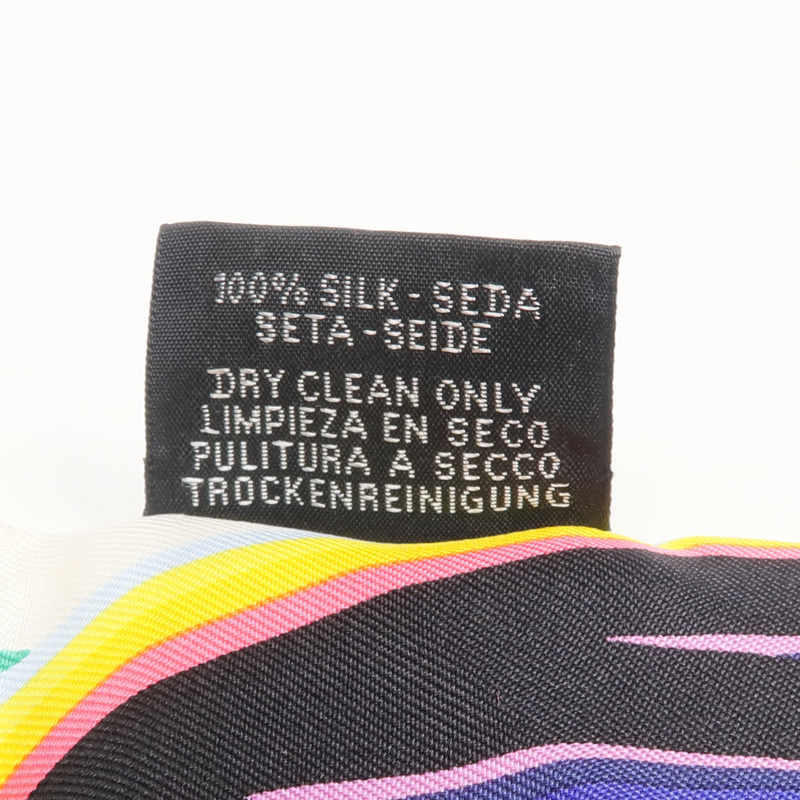 100% SILK - SEDA
SETA - SEIDE
DRY CLEAN ONLY
LIMPIEZA EN SECO
PULITURA A SECCO
TROCKENREINIGUNG